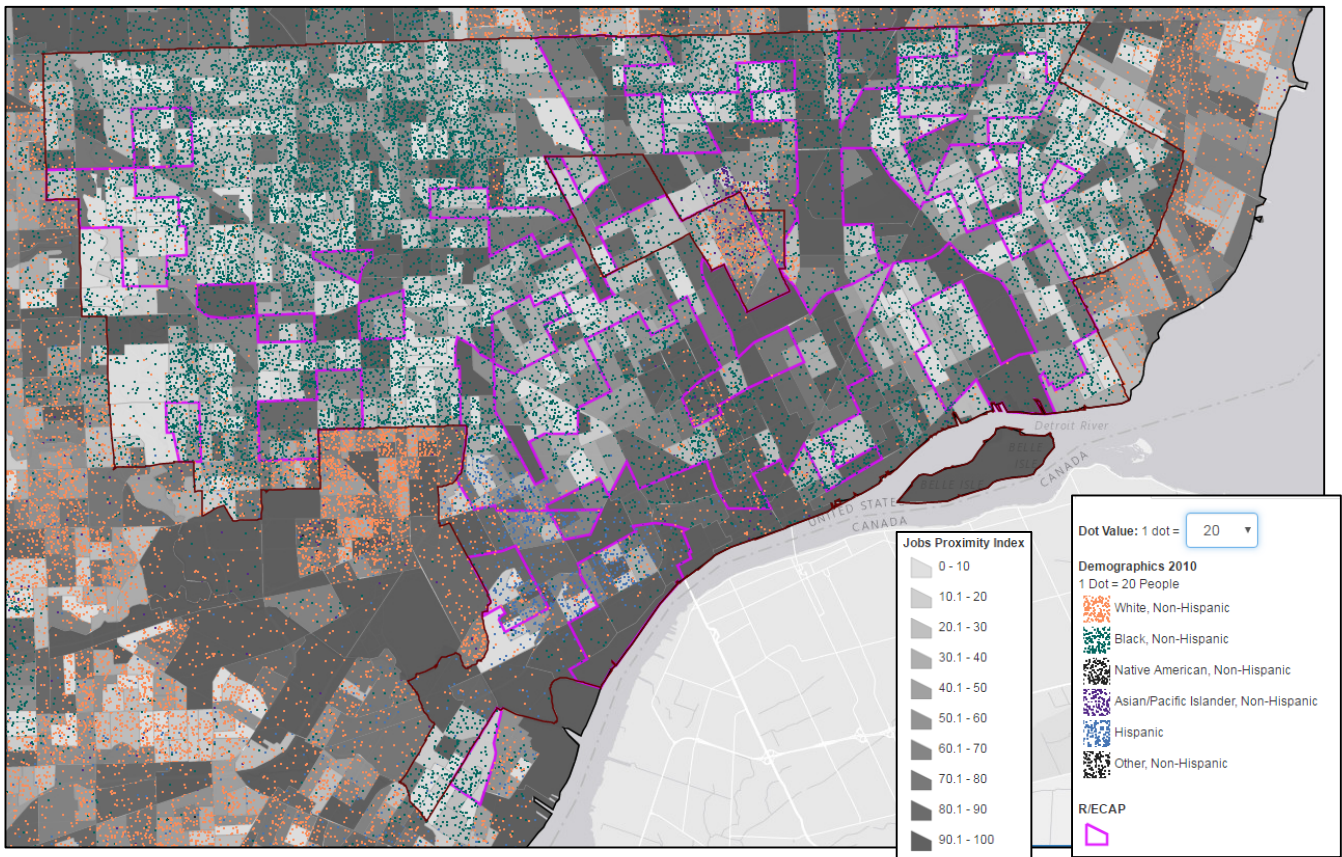 Detroit River
BELLE
ISLE
BELLE ISLE
CANADA
UNITED STATE
CANADA
Jobs Proximity Index
0 - 10
10.1 - 20
20.1 - 30
30.1 - 40
40.1 - 50
50.1 - 60
60.1 - 70
70.1 - 80
80.1 - 90
90.1 - 100
Dot Value: 1 dot = 20
Demographics 2010
1 Dot = 20 People
White, Non-Hispanic
Black, Non-Hispanic
Native American, Non-Hispanic
Asian/Pacific Islander, Non-Hispanic
Hispanic
Other, Non-Hispanic
R/ECAP